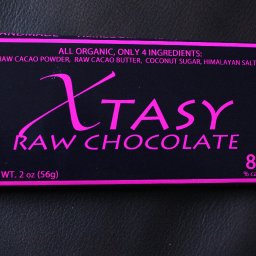 ALL ORGANIC, ONLY 4 INGREDIENTS:
RAW CACAO POWDER, RAW CACAO BUTTER, COCONUT SUGAR, HIMALAYAN SALT
XTASY
RAW CHOCOLATE
8
WT. 2 oz (56g)